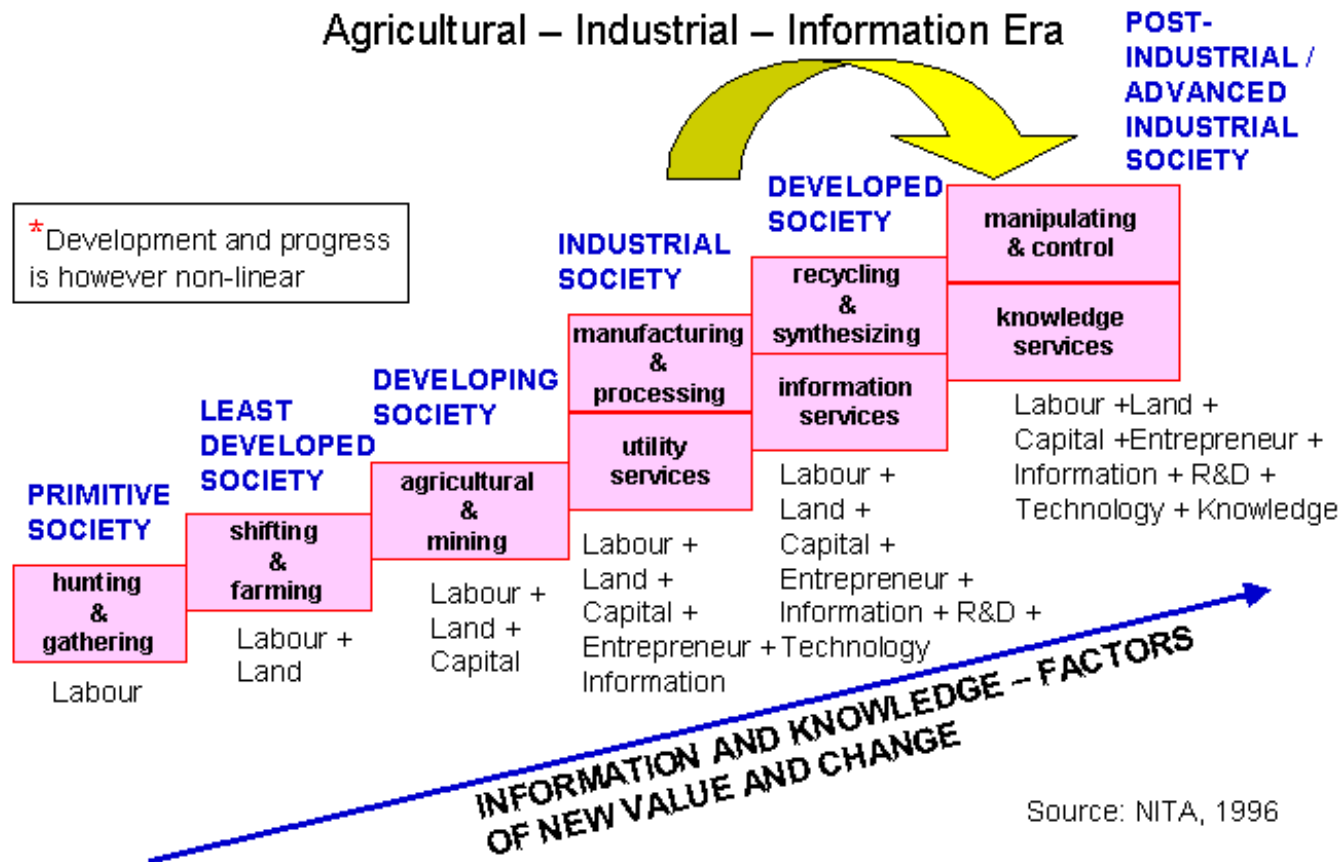 Agricultural – Industrial – Information Era
POST-
INDUSTRIAL /
ADVANCED
INDUSTRIAL
SOCIETY
*Development and progress
is however non-linear
PRIMITIVE
SOCIETY
hunting
&
gathering
Labour
LEAST
DEVELOPED
SOCIETY
shifting
&
farming
Labour +
Land
DEVELOPING
SOCIETY
agricultural
&
mining
Labour +
Land +
Capital
INDUSTRIAL
SOCIETY
manufacturing
&
processing
utility
services
Labour +
Land +
Capital +
Entrepreneur +
Information
DEVELOPED
SOCIETY
recycling
&
synthesizing
information
services
Labour +
Land +
Capital +
Entrepreneur +
Information + R&D +
Technology
manipulating
& control
knowledge
services
Labour +Land +
Capital +Entrepreneur +
Information + R&D +
Technology + Knowledge
INFORMATION AND KNOWLEDGE – FACTORS
OF NEW VALUE AND CHANGE
Source: NITA, 1996